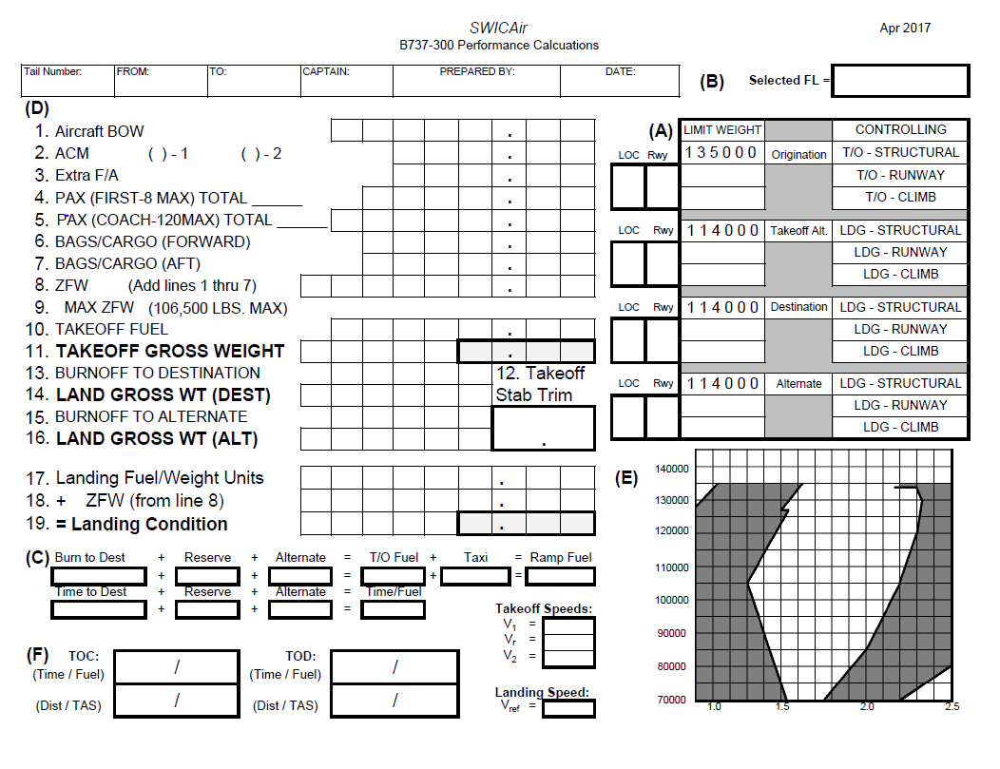 SWICAir
Apr 2017
B737-300 Performance Calcuations
Tail Number: FROM: TO: CAPTAIN: PREPARED BY: DATE:
(B) Selected FL =
(D)
1. Aircraft BOW .
2. ACM ( ) - 1 ( ) - 2 .
3. Extra F/A .
4. PAX (FIRST-8 MAX) TOTAL ______ .
5. PAX (COACH-120MAX) TOTAL ______ .
6. BAGS/CARGO (FORWARD) .
7. BAGS/CARGO (AFT) .
8. ZFW (Add lines 1 thru 7) .
9. MAX ZFW (106,500 LBS. MAX)
10. TAKEOFF FUEL .
11. TAKEOFF GROSS WEIGHT .
13. BURNOFF TO DESTINATION
12. Takeoff
Stab Trim
.
14. LAND GROSS WT (DEST)
15. BURNOFF TO ALTERNATE
16. LAND GROSS WT (ALT)
17. Landing Fuel/Weight Units .
18. + ZFW (from line 8) .
19. = Landing Condition .
(A) LIMIT WEIGHT CONTROLLING
LOC Rwy 135000 Origination T/O - STRUCTURAL
T/O - RUNWAY
T/O - CLIMB
LOC Rwy 114000 Takeoff Alt. LDG - STRUCTURAL
LDG - RUNWAY
LDG - CLIMB
LOC Rwy 114000 Destination LDG - STRUCTURAL
LDG - RUNWAY
LDG - CLIMB
LOC Rwy 114000 Alternate LDG - STRUCTURAL
LDG - RUNWAY
LDG - CLIMB
(C) Burn to Dest + Reserve + Alternate = T/O Fuel + Taxi = Ramp Fuel
+ + = + =
Time to Dest + Reserve + Alternate = Time/Fuel
+ + =
Takeoff Speeds:
V1 =
Vr =
V2 =
Landing Speed:
Vref =
(F) TOC: / TOD: /
(Time / Fuel) (Time / Fuel)
(Dist / TAS) / (Dist / TAS) /
(E)
140000
130000
120000
110000
100000
90000
80000
70000
1.0 1.5 2.0 2.5